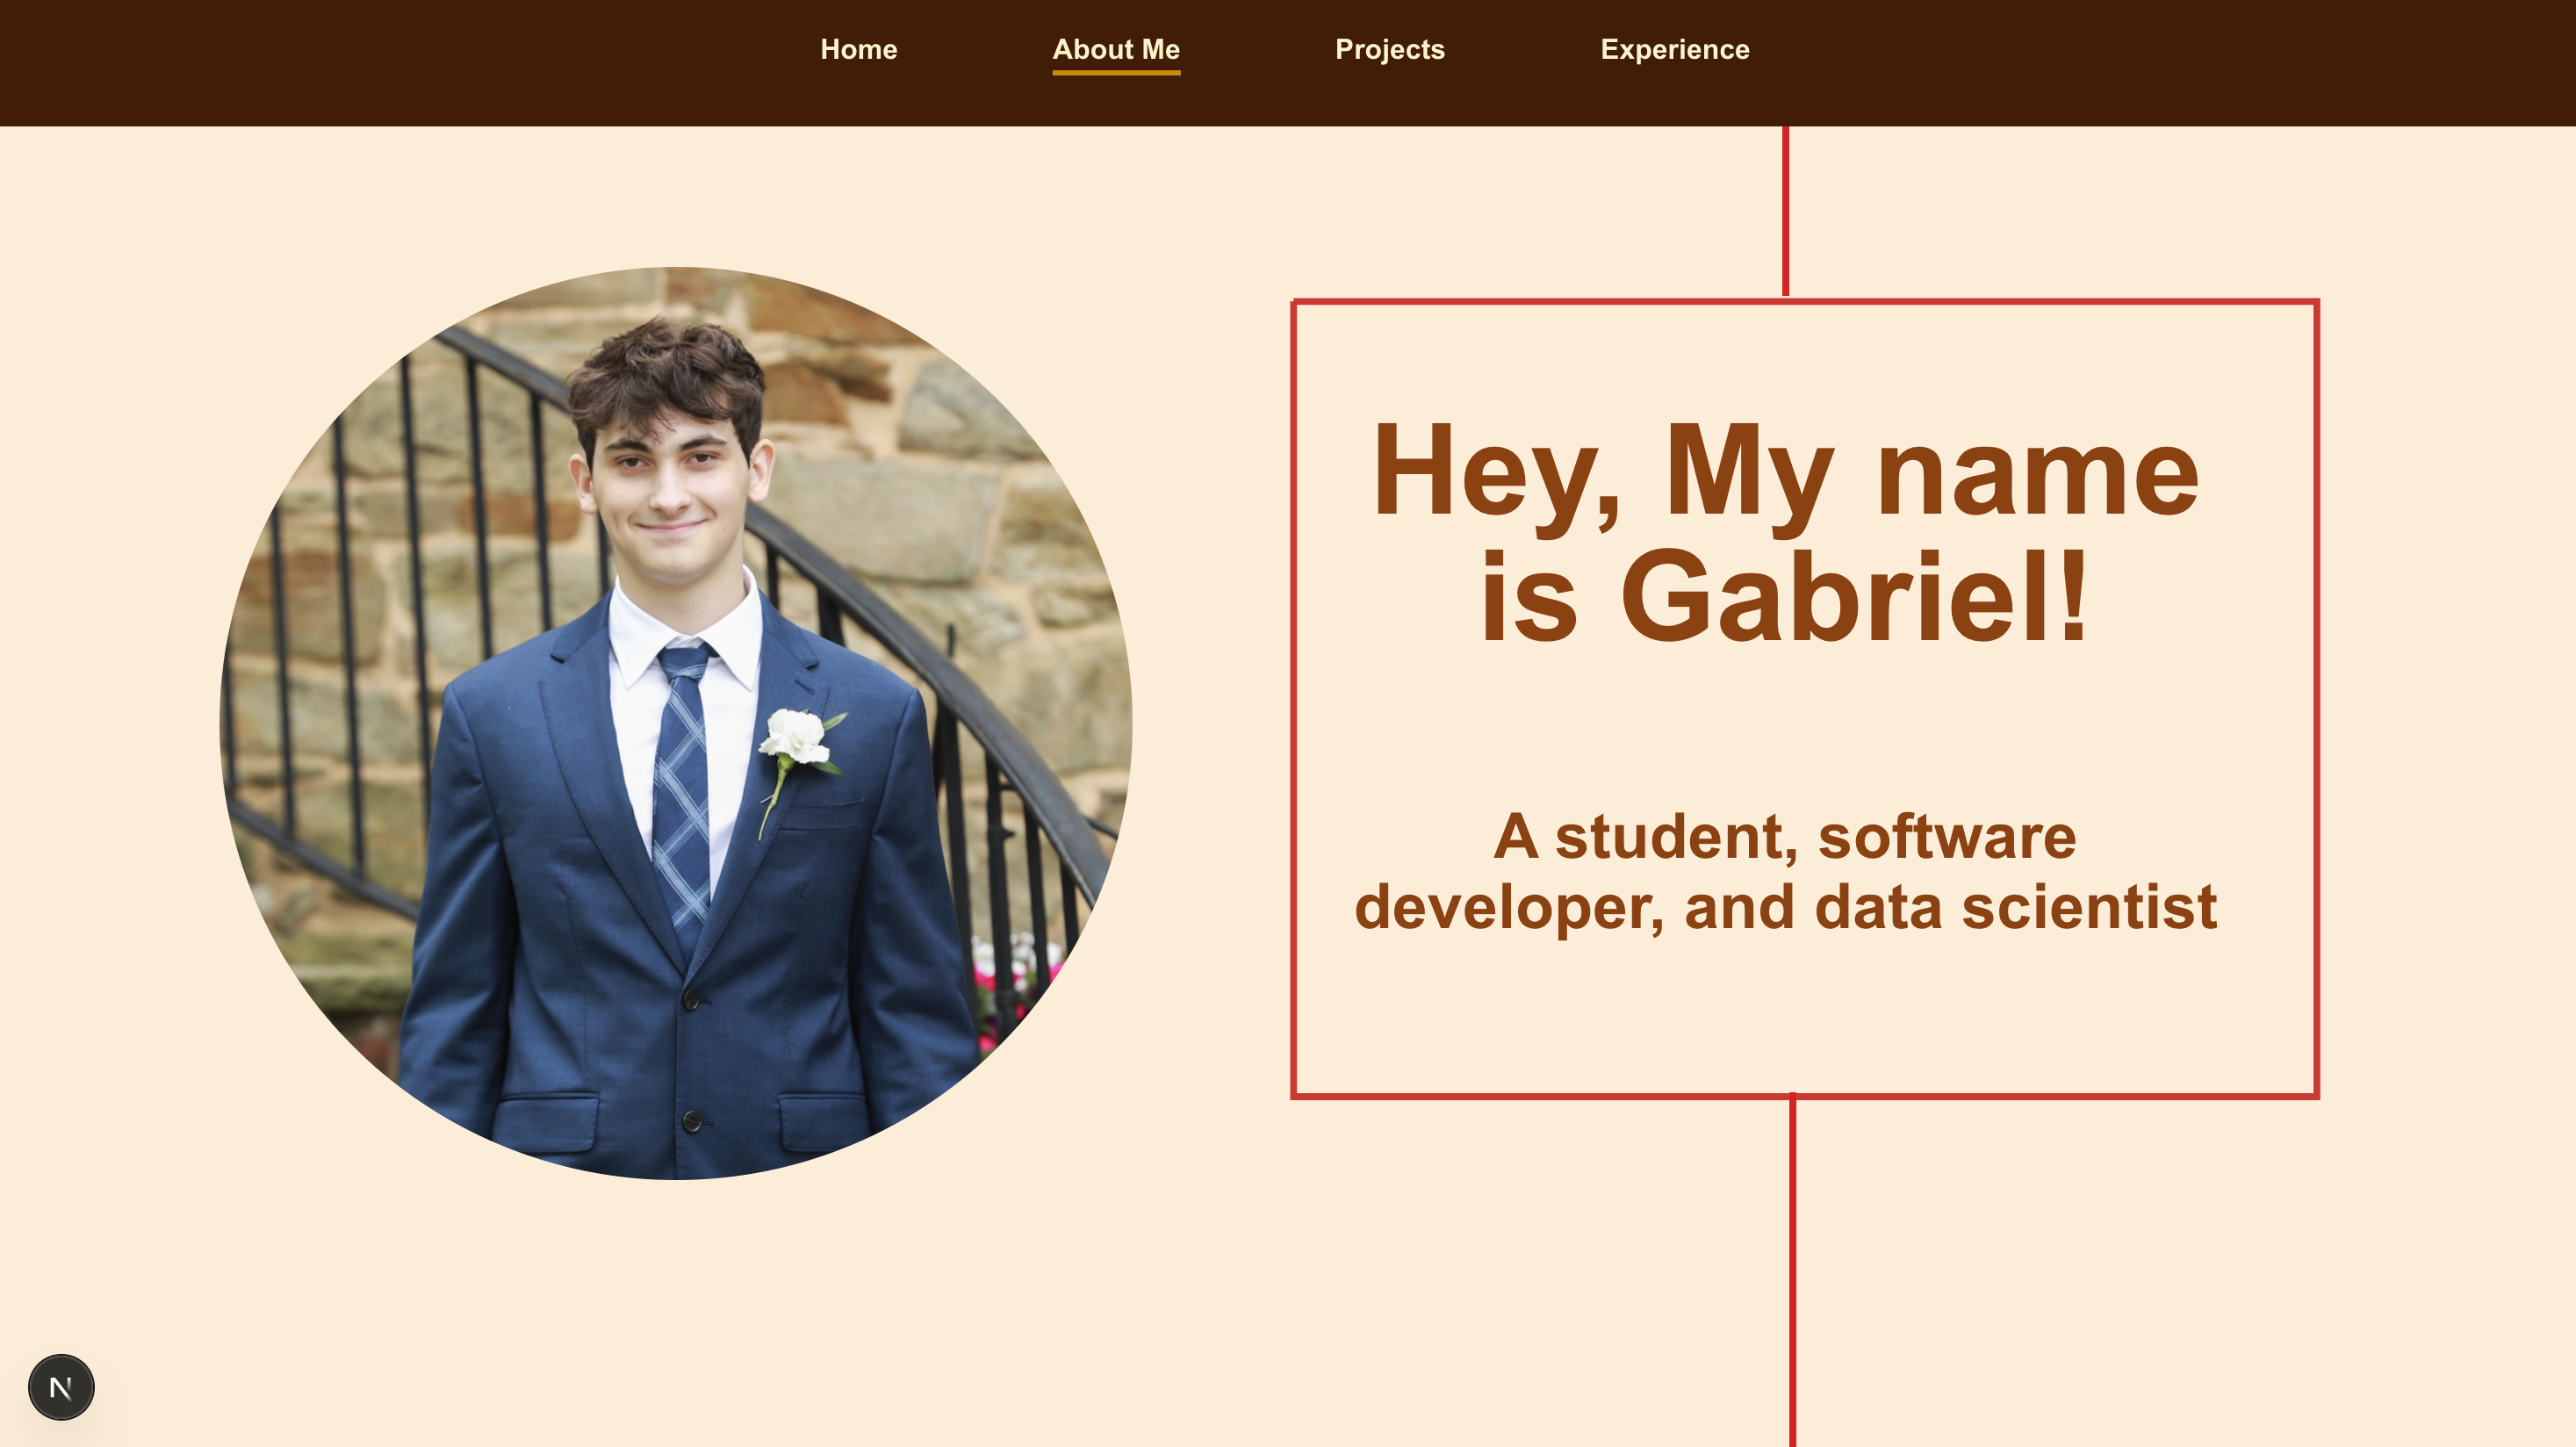 Home About Me Projects Experience
Hey, My name
is Gabriel!
A student, software
developer, and data scientist
N